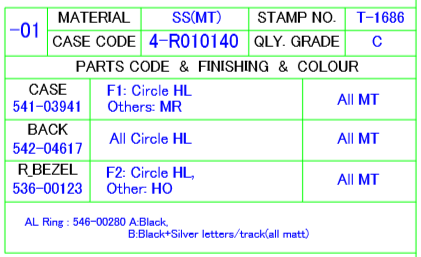 -01 MATERIAL SS(MT) STAMP NO. T-1686
CASE CODE 4-R010140 QLY. GRADE C
PARTS CODE & FINISHING & COLOUR
CASE
541-03941
F1: Circle HL
Others: MR
All MT
BACK
542-04617
All Circle HL
All MT
R_BEZEL
536-00123
F2: Circle HL,
Other: HO
All MT
AL Ring : 546-00280 A:Black,
B:Black+Silver letters/track(all matt)